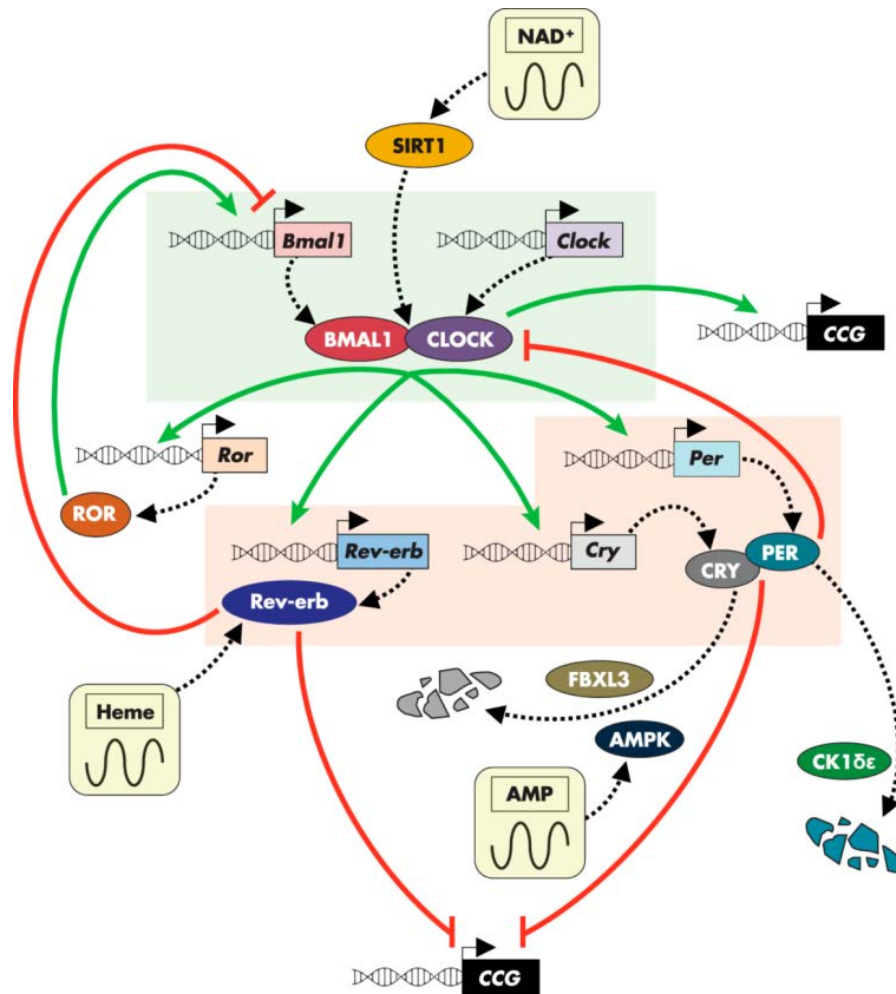 NAD+
SIRT1
Bmal1
Clock
BMAL1
CLOCK
CCG
Ror
Per
ROR
Rev-erb
Cry
PER
CRY
Rev-erb
FBXL3
Heme
AMPK
CK1δε
AMP
CCG